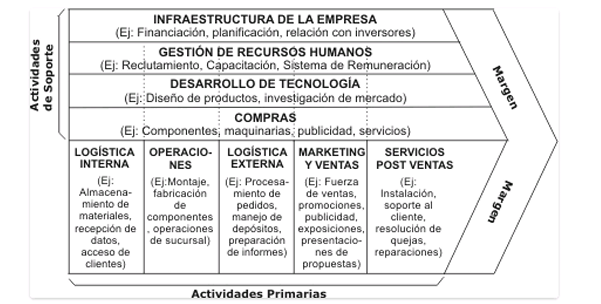 Actividades
de Soporte
INFRAESTRUCTURA DE LA EMPRESA
(Ej: Financiación, planificación, relación con inversores)
GESTIÓN DE RECURSOS HUMANOS
(Ej: Reclutamiento, Capacitación, Sistema de Remuneración)
DESARROLLO DE TECNOLOGÍA
(Ej: Diseño de productos, investigación de mercado)
COMPRAS
(Ej: Componentes, maquinarias, publicidad, servicios)
Margen
LOGÍSTICA
INTERNA
(Ej:
Almacena-
miento de
materiales,
recepción de
datos,
acceso de
clientes)
OPERACIO-
NES
(Ej:Montaje,
fabricación
de
componentes
, operaciones
de sucursal)
LOGÍSTICA
EXTERNA
(Ej: Procesa-
miento de
pedidos,
manejo de
depósitos,
preparación
de informes)
MARKETING
Y VENTAS
(Ej: Fuerza
de ventas,
promociones,
publicidad,
exposiciones,
presentacio-
nes de
propuestas)
SERVICIOS
POST VENTAS
(Ej:
Instalación,
soporte al
cliente,
resolución de
quejas,
reparaciones)
Margen
Actividades Primarias